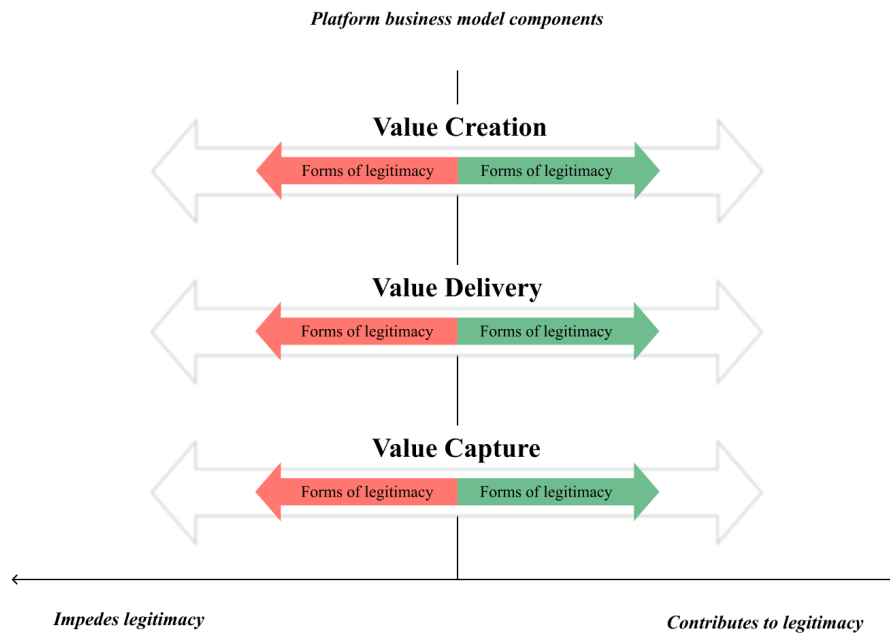 Platform business model components
Value Creation
Forms of legitimacy Forms of legitimacy
Value Delivery
Forms of legitimacy Forms of legitimacy
Value Capture
Forms of legitimacy Forms of legitimacy
Impedes legitimacy
Contributes to legitimacy